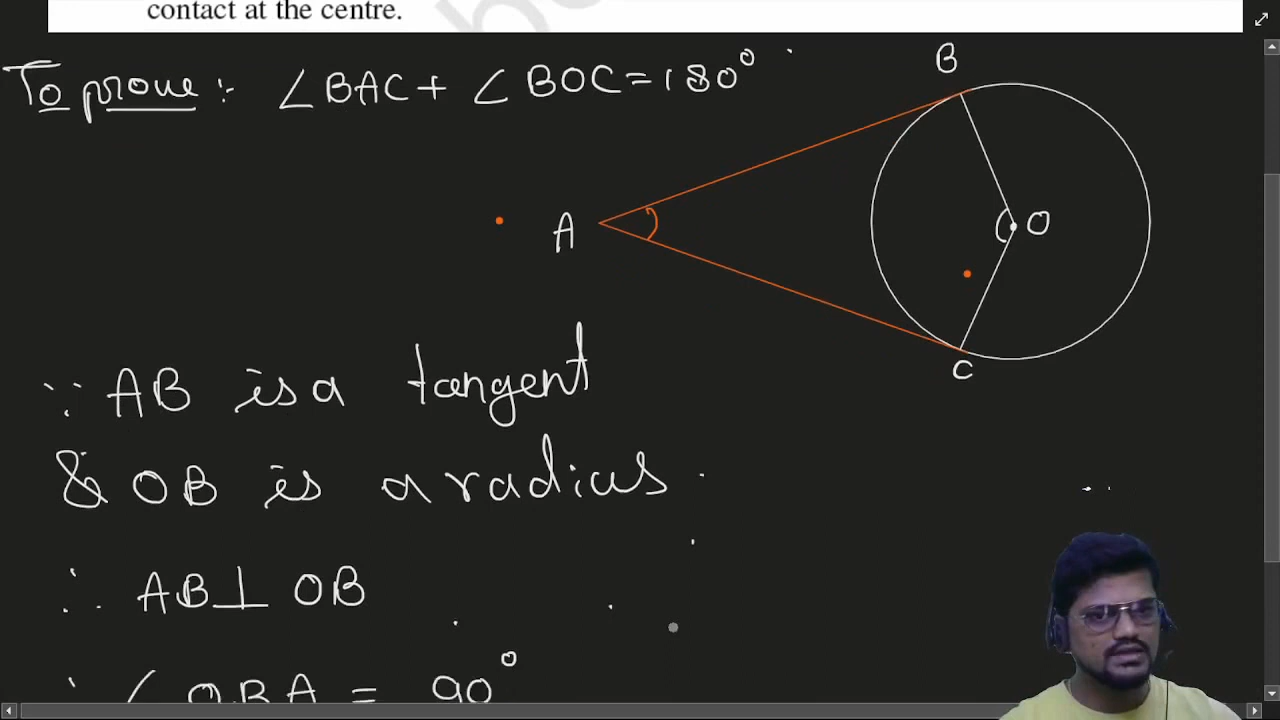 contact at the centre.
To prove :- ∠BAC + ∠BOC = 180°
B
A
O
C
∵ AB is a tangent
& OB is a radius.
∴ AB ⊥ OB
∴ ∠OBA = 90°